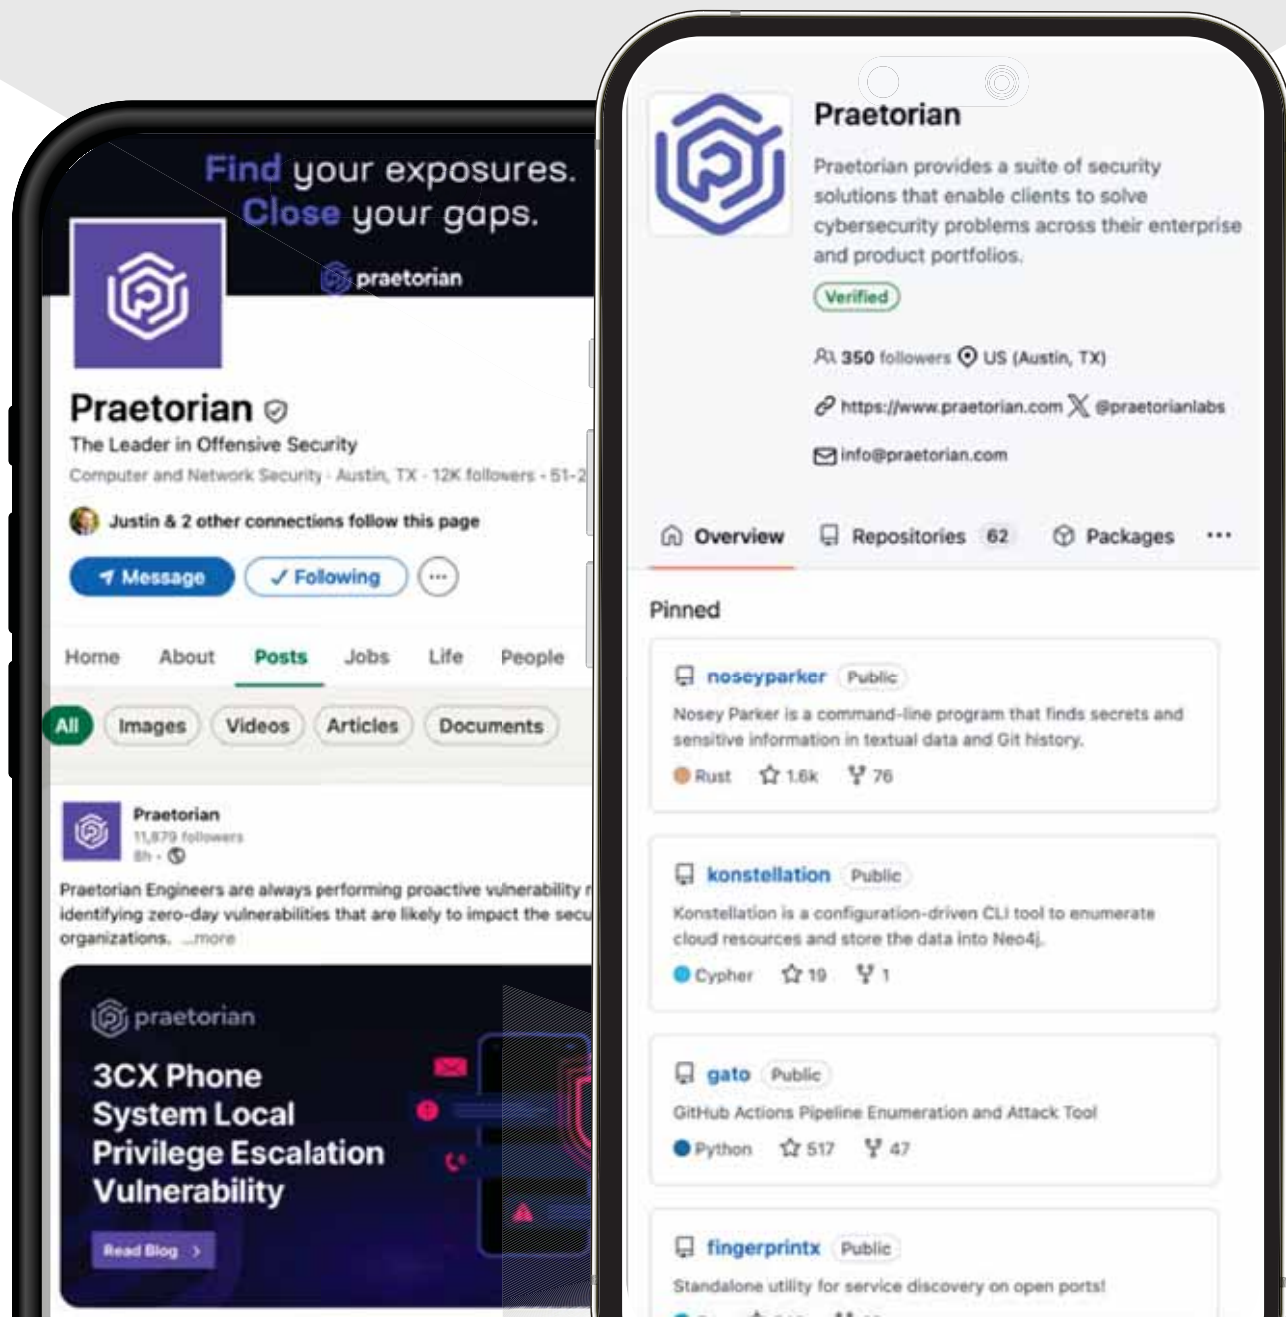 Find your exposures.
Close your gaps.
praetorian
Praetorian
The Leader in Offensive Security
Computer and Network Security · Austin, TX · 12K followers · 51-2
Justin & 2 other connections follow this page
Message
Following
Home About Posts Jobs Life People
All Images Videos Articles Documents
Praetorian
11,879 followers
8h ·
Praetorian Engineers are always performing proactive vulnerability r
identifying zero-day vulnerabilities that are likely to impact the secu
organizations. ...more
praetorian
3CX Phone
System Local
Privilege Escalation
Vulnerability
Read Blog >
Praetorian
Praetorian provides a suite of security
solutions that enable clients to solve
cybersecurity problems across their enterprise
and product portfolios.
Verified
350 followers US (Austin, TX)
https://www.praetorian.com @praetorianlabs
info@praetorian.com
Overview Repositories 62 Packages ...
Pinned
noseyparker Public
Nosey Parker is a command-line program that finds secrets and
sensitive information in textual data and Git history.
Rust 1.6k 76
konstellation Public
Konstellation is a configuration-driven CLI tool to enumerate
cloud resources and store the data into Neo4j.
Cypher 19 1
gato Public
GitHub Actions Pipeline Enumeration and Attack Tool
Python 517 47
fingerprintx Public
Standalone utility for service discovery on open ports!